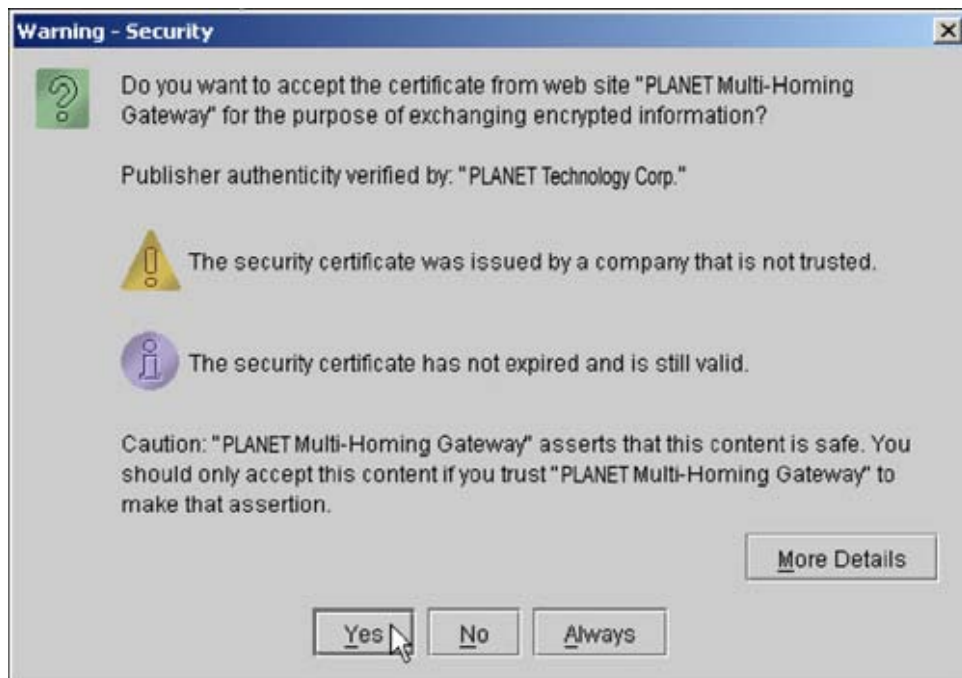 Warning - Security
Do you want to accept the certificate from web site "PLANET Multi-Homing
Gateway" for the purpose of exchanging encrypted information?
Publisher authenticity verified by: "PLANET Technology Corp."
The security certificate was issued by a company that is not trusted.
The security certificate has not expired and is still valid.
Caution: "PLANET Multi-Homing Gateway" asserts that this content is safe. You
should only accept this content if you trust "PLANET Multi-Homing Gateway" to
make that assertion.
More Details
Yes No Always